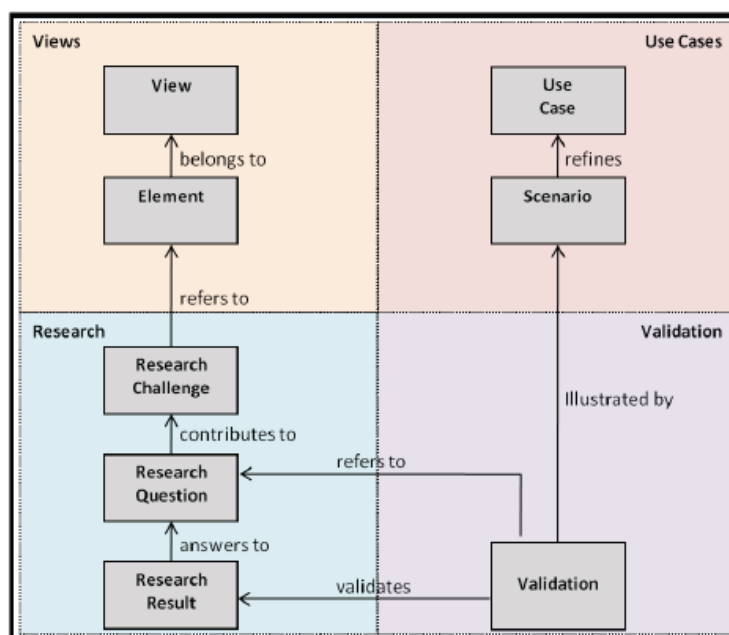 Views
Use Cases
View
Use
Case
belongs to
refines
Element
Scenario
refers to
Research
Validation
Research
Challenge
Illustrated by
contributes to
refers to
Research
Question
answers to
Research
Result
validates
Validation